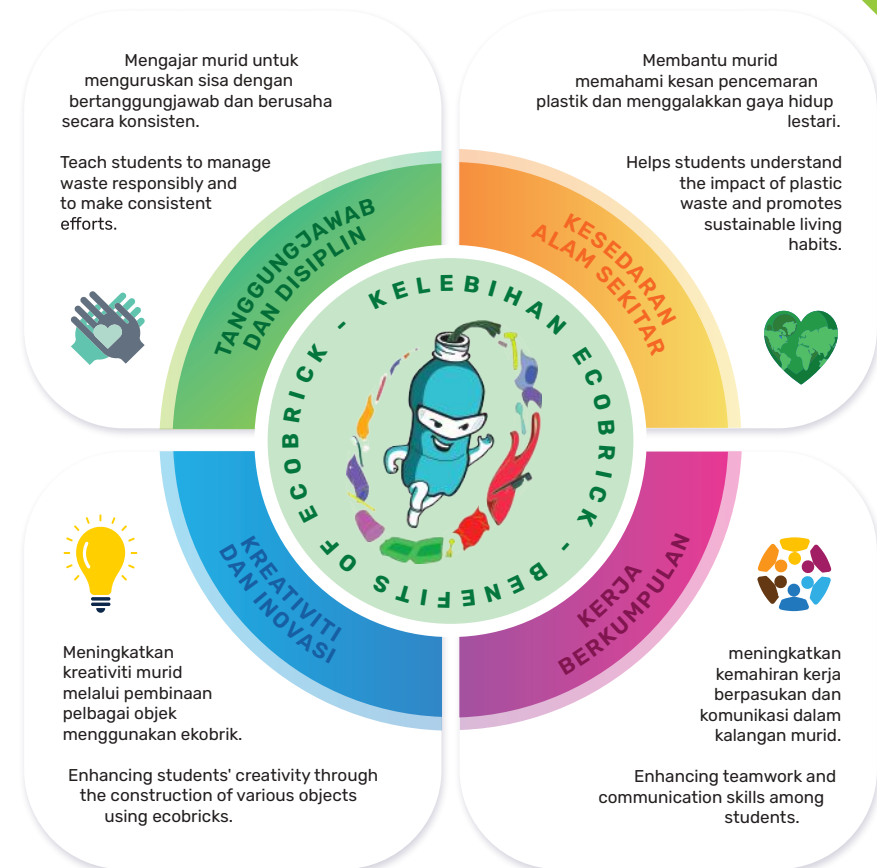 Mengajar murid untuk
menguruskan sisa dengan
bertanggungjawab dan berusaha
secara konsisten.
Teach students to manage
waste responsibly and
to make consistent
efforts.
TANGGUNGJAWAB
DAN DISIPLIN
Membantu murid
memahami kesan pencemaran
plastik dan menggalakkan gaya hidup
lestari.
Helps students understand
the impact of plastic
waste and promotes
sustainable living
habits.
KESEDARAN
ALAM SEKITAR
KELEBIHAN ECOBRICK - BENEFITS OF ECOBRICK -
KREATIVITI
DAN INOVASI
Meningkatkan
kreativiti murid
melalui pembinaan
pelbagai objek
menggunakan ekobrik.
Enhancing students' creativity through
the construction of various objects
using ecobricks.
KERJA
BERKUMPULAN
meningkatkan
kemahiran kerja
berpasukan dan
komunikasi dalam
kalangan murid.
Enhancing teamwork and
communication skills among
students.